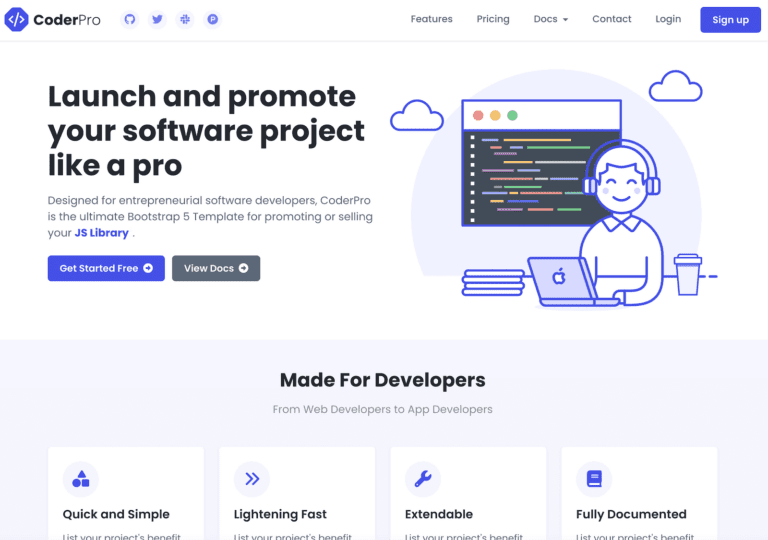 CoderPro
Features
Pricing
Docs
Contact
Login
Sign up
Launch and promote
your software project
like a pro
Designed for entrepreneurial software developers, CoderPro
is the ultimate Bootstrap 5 Template for promoting or selling
your JS Library .
Get Started Free
View Docs
Made For Developers
From Web Developers to App Developers
Quick and Simple
Lightening Fast
Extendable
Fully Documented
List your project's benefit
List your project's benefit
List your project's benefit
List your project's benefit